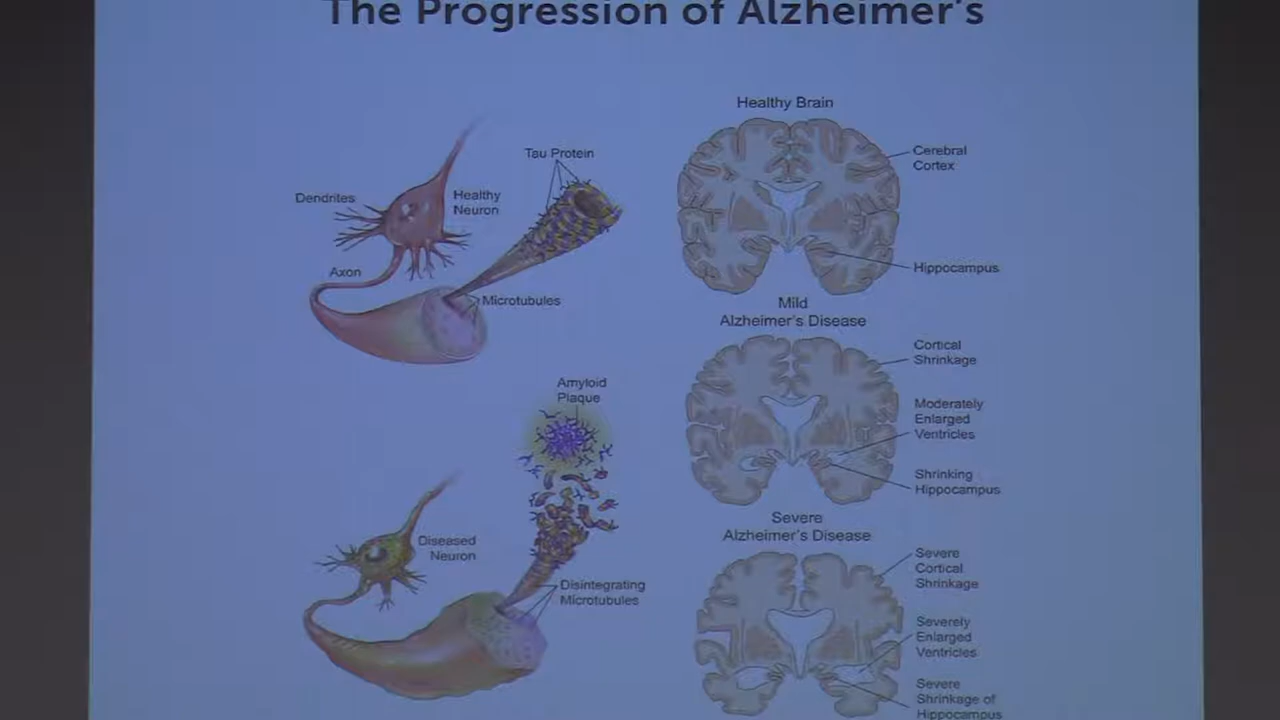 The Progression of Alzheimer's
Healthy Brain
Tau Protein
Cerebral
Cortex
Dendrites
Healthy
Neuron
Axon
Hippocampus
Microtubules
Mild
Alzheimer's Disease
Cortical
Shrinkage
Amyloid
Plaque
Moderately
Enlarged
Ventricles
Shrinking
Hippocampus
Severe
Alzheimer's Disease
Diseased
Neuron
Severe
Cortical
Shrinkage
Disintegrating
Microtubules
Severely
Enlarged
Ventricles
Severe
Shrinkage of
Hippocampus